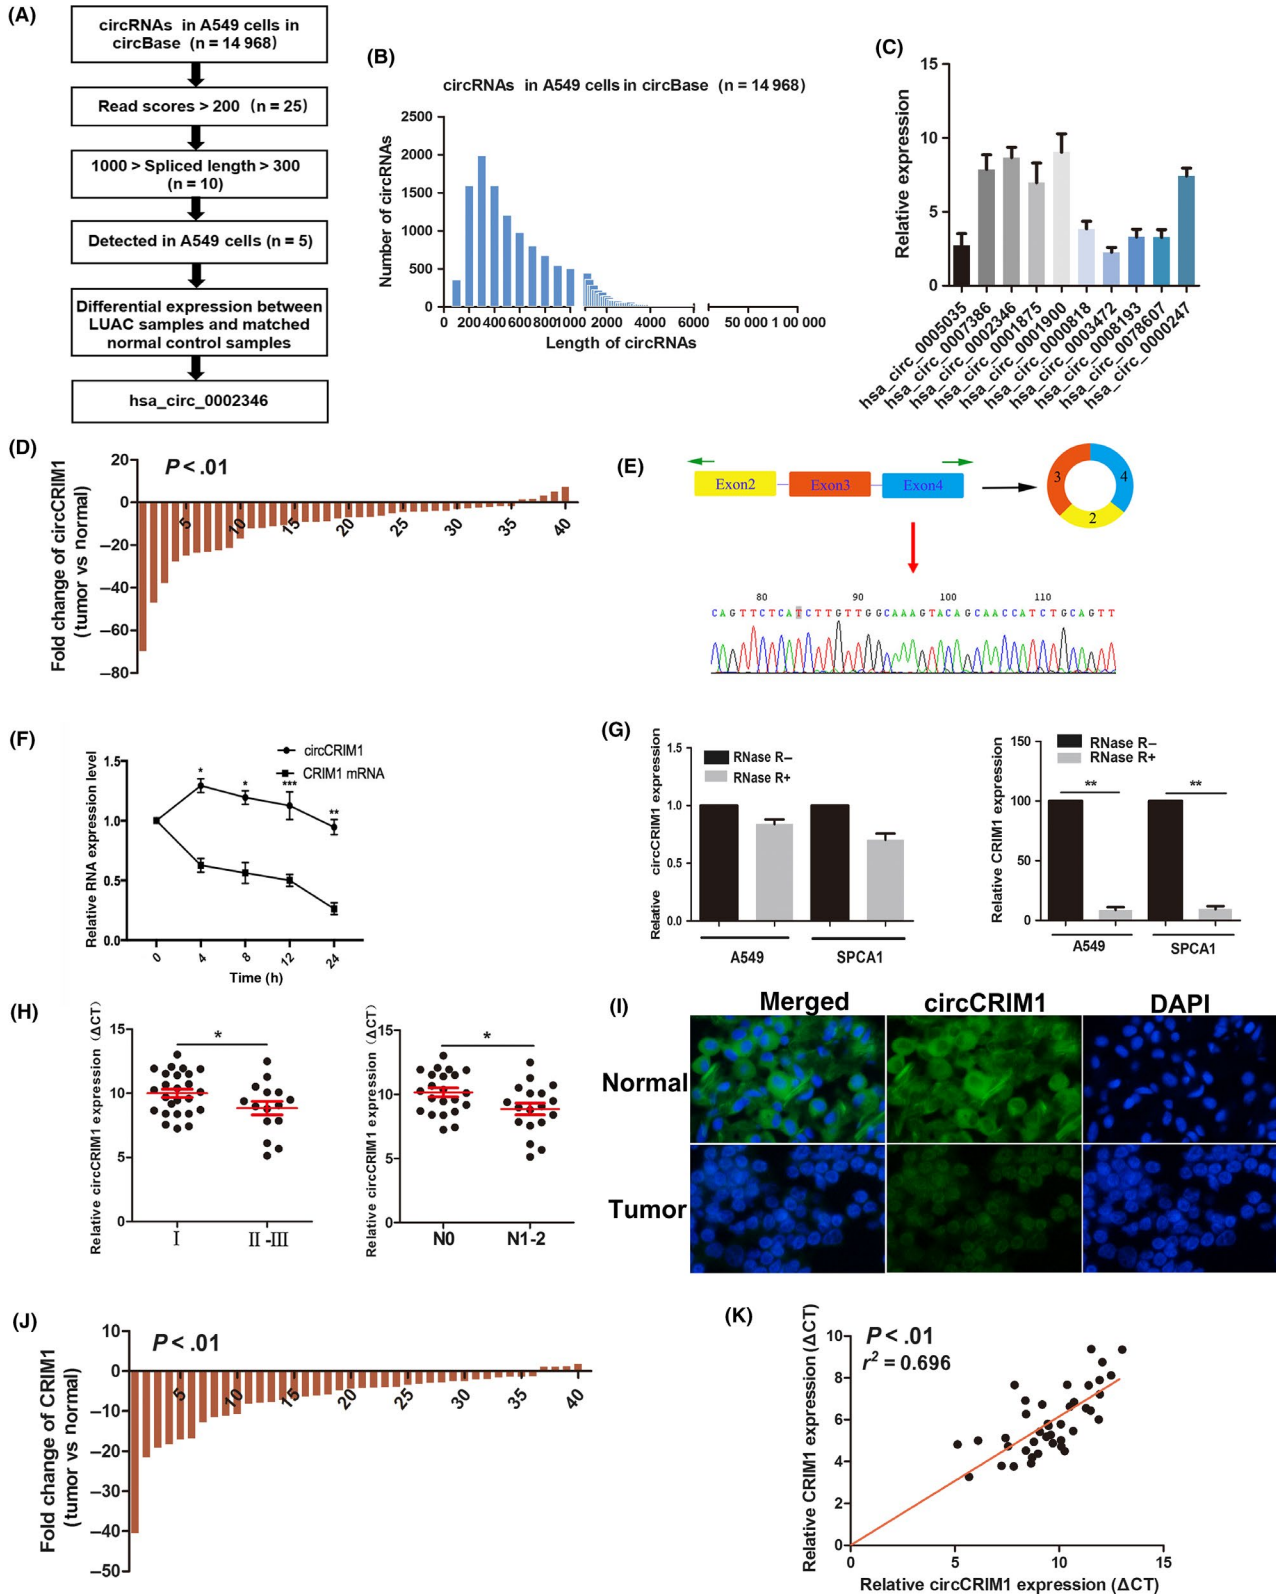 (A)
circRNAs in A549 cells in
circBase (n = 14 968)
Read scores > 200 (n = 25)
1000 > Spliced length > 300
(n = 10)
Detected in A549 cells (n = 5)
Differential expression between
LUAC samples and matched
normal control samples
hsa_circ_0002346
(B)
circRNAs in A549 cells in circBase (n = 14 968)
Number of circRNAs
2500
2000
1500
1000
500
0
0 200 400 600 800 1000 2000 4000 6000 50 000 1 00 000
Length of circRNAs
(C)
Relative expression
15
10
5
0
hsa_circ_0005035
hsa_circ_0007386
hsa_circ_0002346
hsa_circ_0001875
hsa_circ_0001900
hsa_circ_0000818
hsa_circ_0003472
hsa_circ_0008193
hsa_circ_0078607
hsa_circ_0000247
(D)
Fold change of circCRIM1
(tumor vs normal)
P < .01
20
0
–20
–40
–60
–80
5 10 15 20 25 30 35 40
(E)
Exon2 Exon3 Exon4
3 4
2
80 90 100 110
CAGTTCTCATCTTGTTGGCAAAGTACAGCAACCATCTGCAGTT
(F)
circCRIM1
CRIM1 mRNA
Relative RNA expression level
1.5
1.0
0.5
0.0
* * *** **
0 4 8 12 24
Time (h)
(G)
Relative circCRIM1 expression
1.5
1.0
0.5
0.0
RNase R–
RNase R+
A549 SPCA1
Relative CRIM1 expression
150
100
50
0
RNase R–
RNase R+
** **
A549 SPCA1
(H)
Relative circCRIM1 expression (ΔCT)
15
10
5
0
*
I II-III
Relative circCRIM1 expression (ΔCT)
15
10
5
0
*
N0 N1-2
(I)
Merged circCRIM1 DAPI
Normal
Tumor
(J)
Fold change of CRIM1
(tumor vs normal)
P < .01
10
0
–10
–20
–30
–40
–50
5 10 15 20 25 30 35 40
(K)
Relative CRIM1 expression (ΔCT)
P < .01
r² = 0.696
10
8
6
4
2
0
0 5 10 15
Relative circCRIM1 expression (ΔCT)